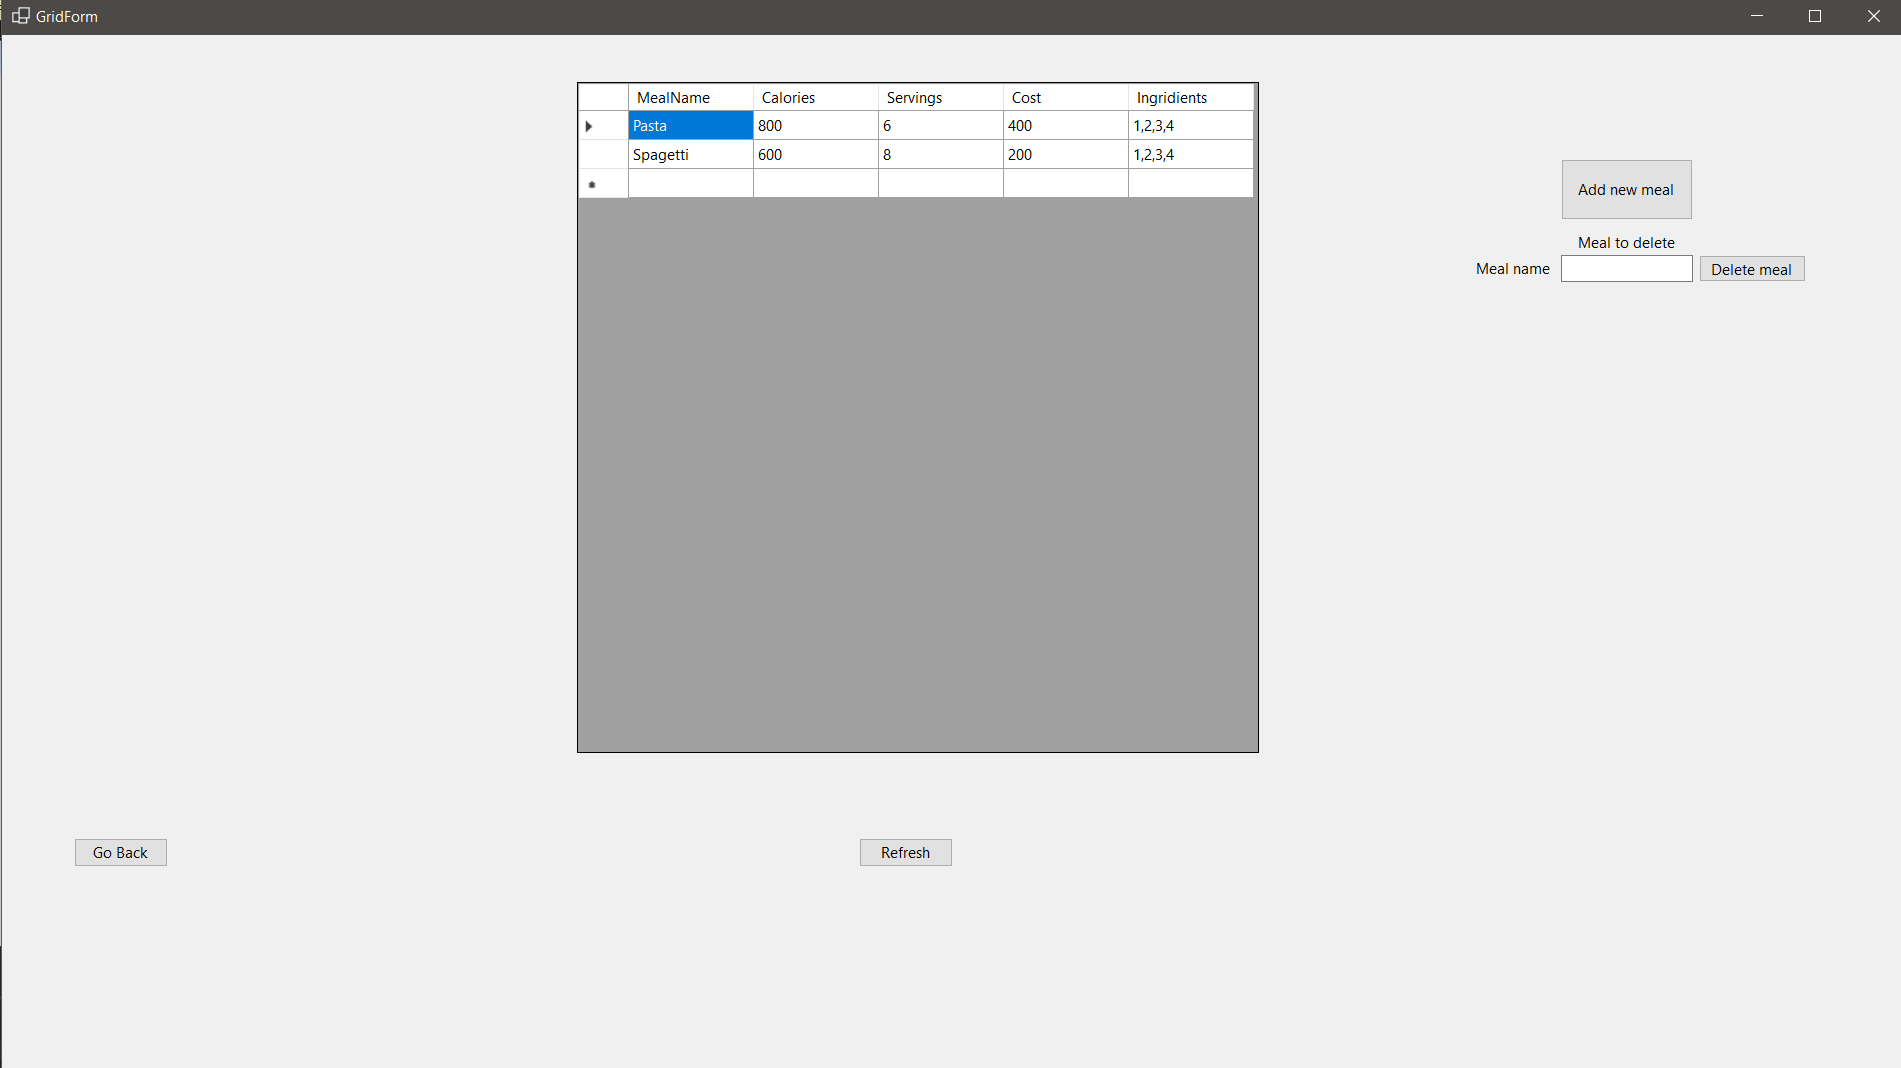 GridForm
MealName Calories Servings Cost Ingridients
Pasta 800 6 400 1,2,3,4
Spagetti 600 8 200 1,2,3,4
Add new meal
Meal to delete
Meal name Delete meal
Go Back Refresh